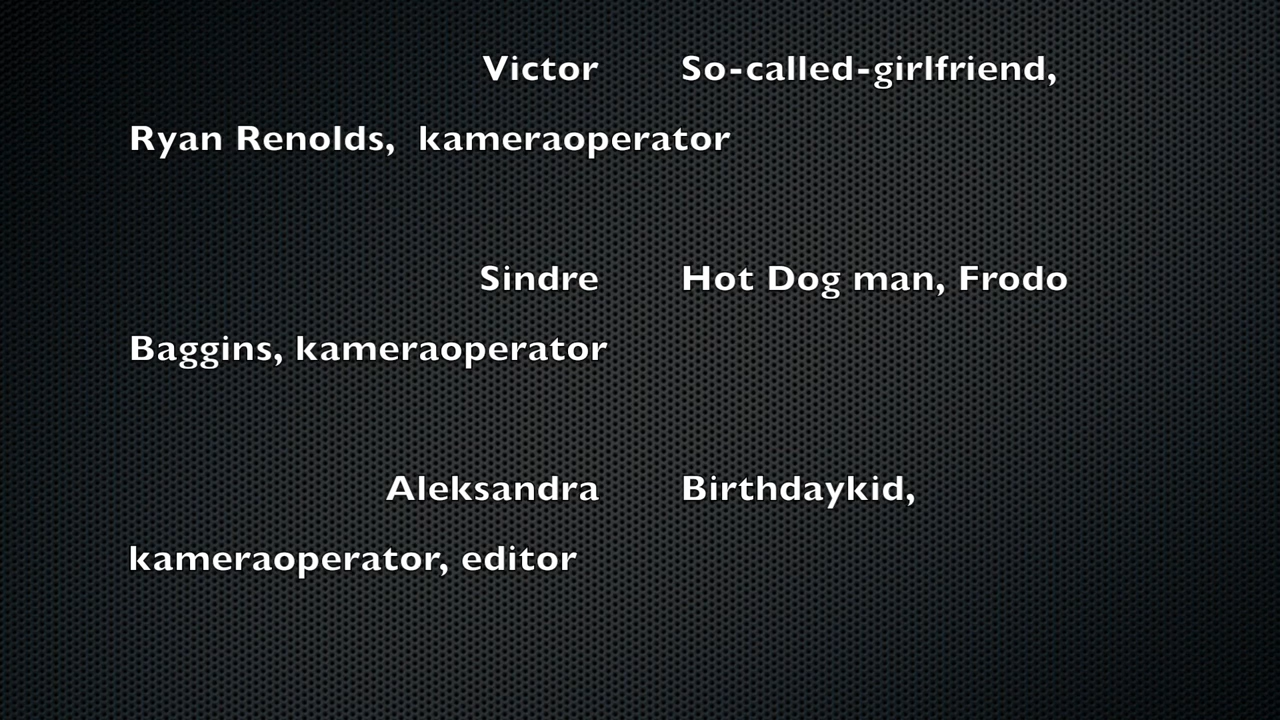 Victor So-called-girlfriend,
Ryan Renolds, kameraoperator
Sindre Hot Dog man, Frodo
Baggins, kameraoperator
Aleksandra Birthdaykid,
kameraoperator, editor